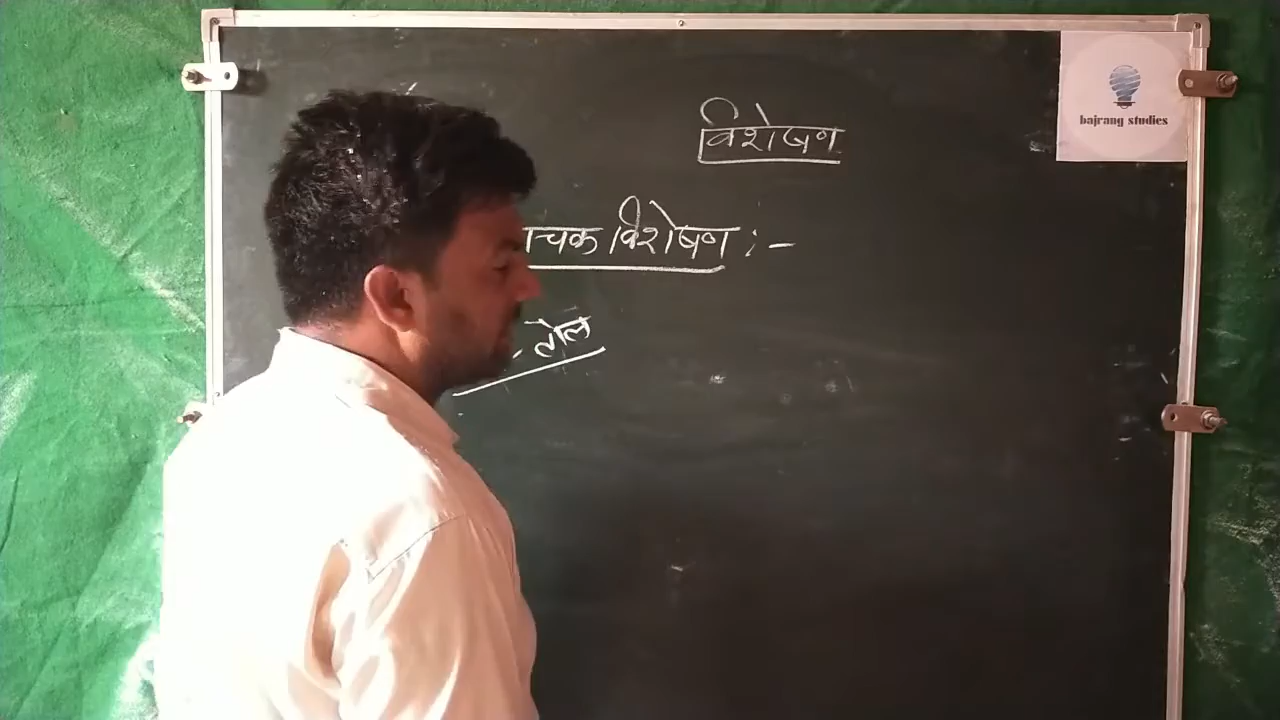 विशेषण
bajrang studies
ाचक विशेषण :-
- तोल